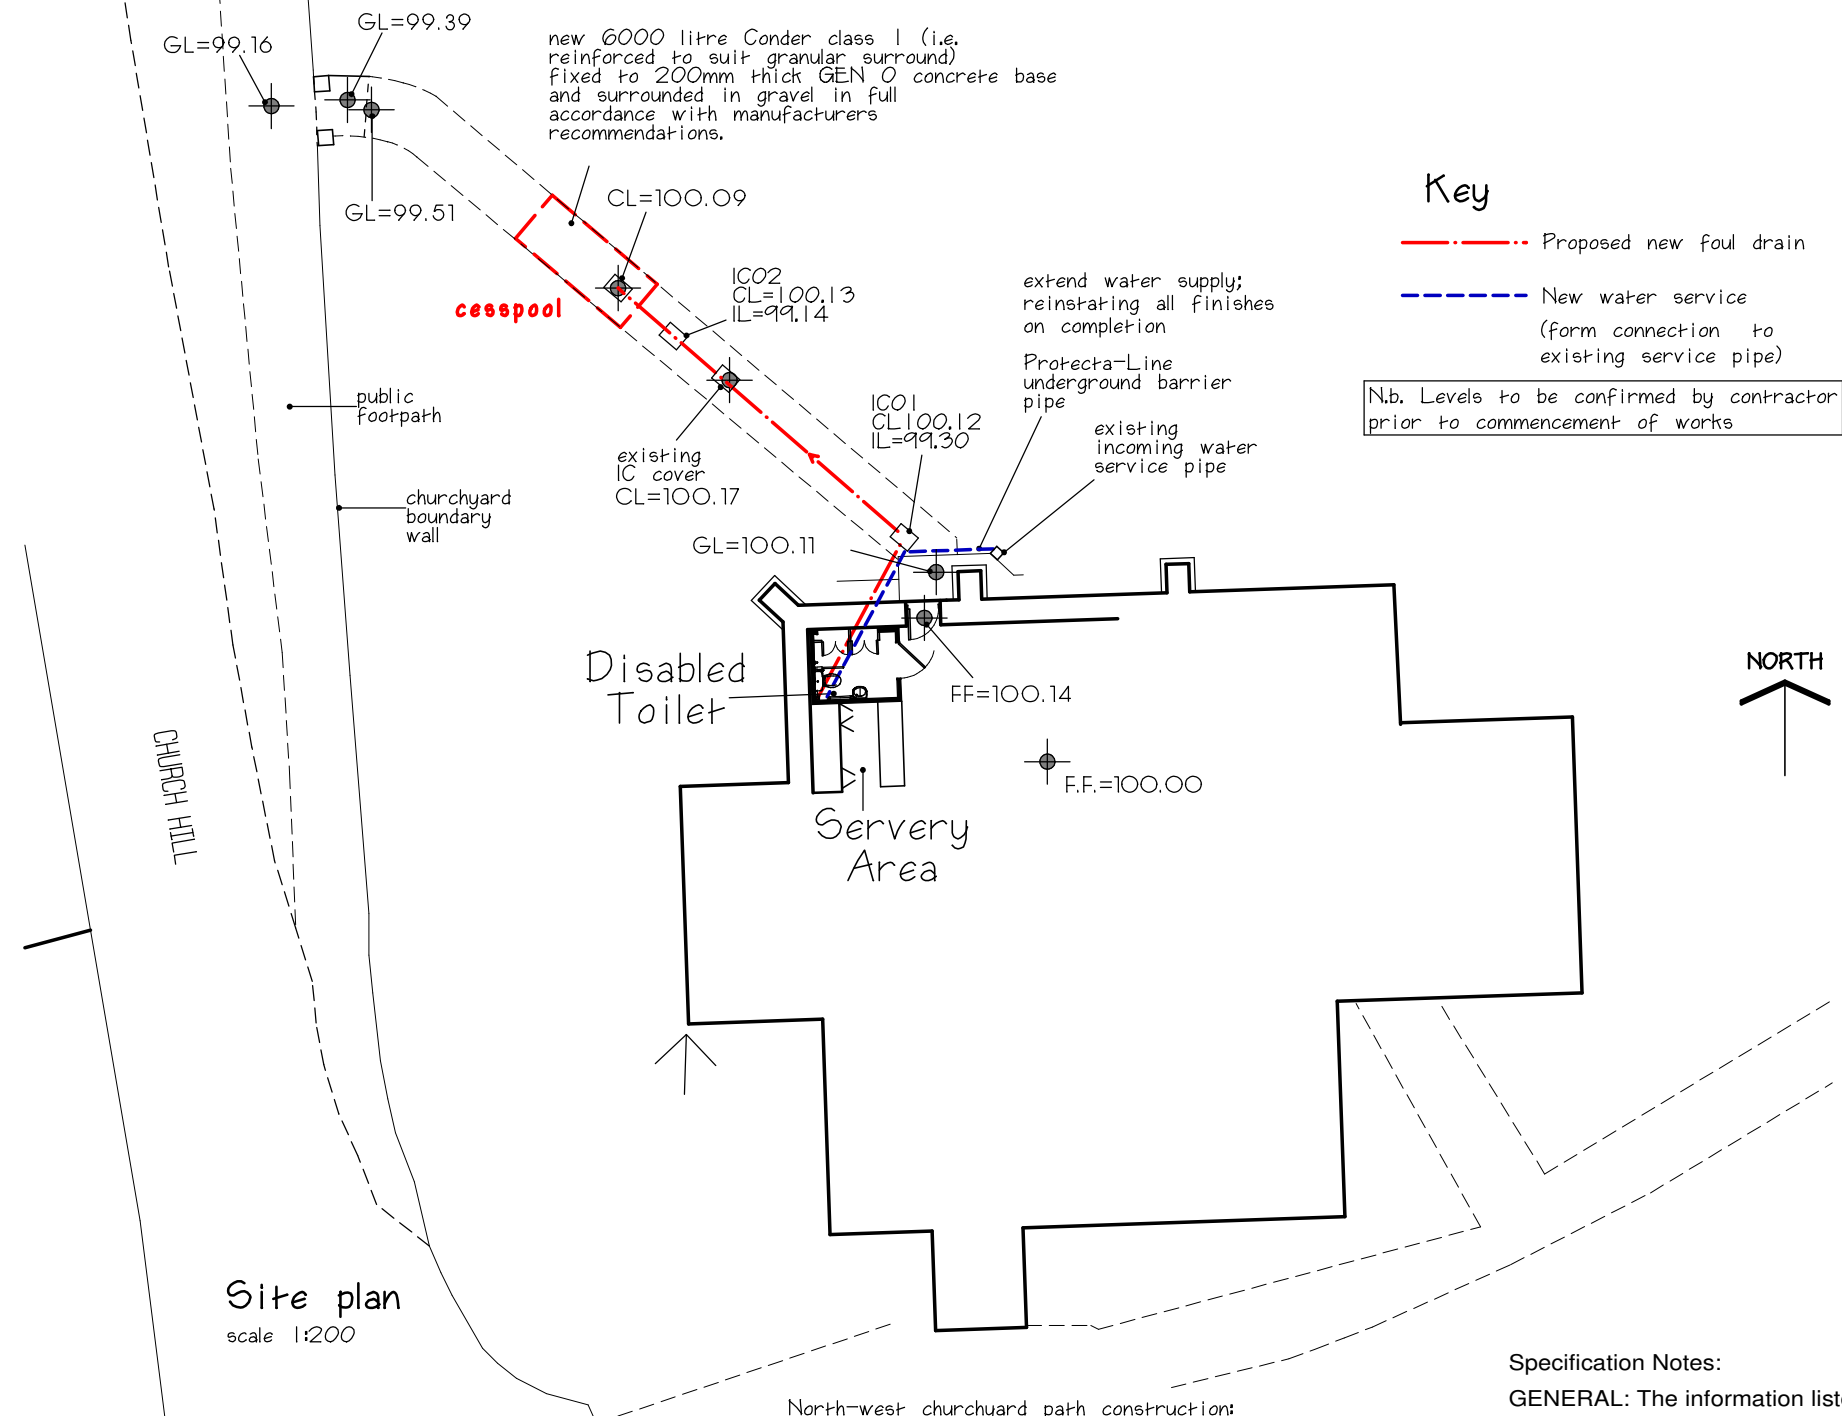 GL=99.39
GL=99.16
new 6000 litre Conder class 1 (i.e.
reinforced to suit granular surround)
fixed to 200mm thick GEN 0 concrete base
and surrounded in gravel in full
accordance with manufacturers
recommendations.
GL=99.51
CL=100.09
cesspool
IC02
CL=100.13
IL=99.14
extend water supply;
reinstating all finishes
on completion
Protecta-Line
underground barrier
pipe
existing
incoming water
service pipe
IC01
CL100.12
IL=99.30
existing
IC cover
CL=100.17
public
footpath
churchyard
boundary
wall
GL=100.11
Key
Proposed new foul drain
New water service
(form connection to
existing service pipe)
N.b. Levels to be confirmed by contractor
prior to commencement of works
Disabled
Toilet
FF=100.14
F.F.=100.00
NORTH
Servery
Area
CHURCH HILL
Site plan
scale 1:200
North-west churchyard path construction:
Specification Notes:
GENERAL: The information liste